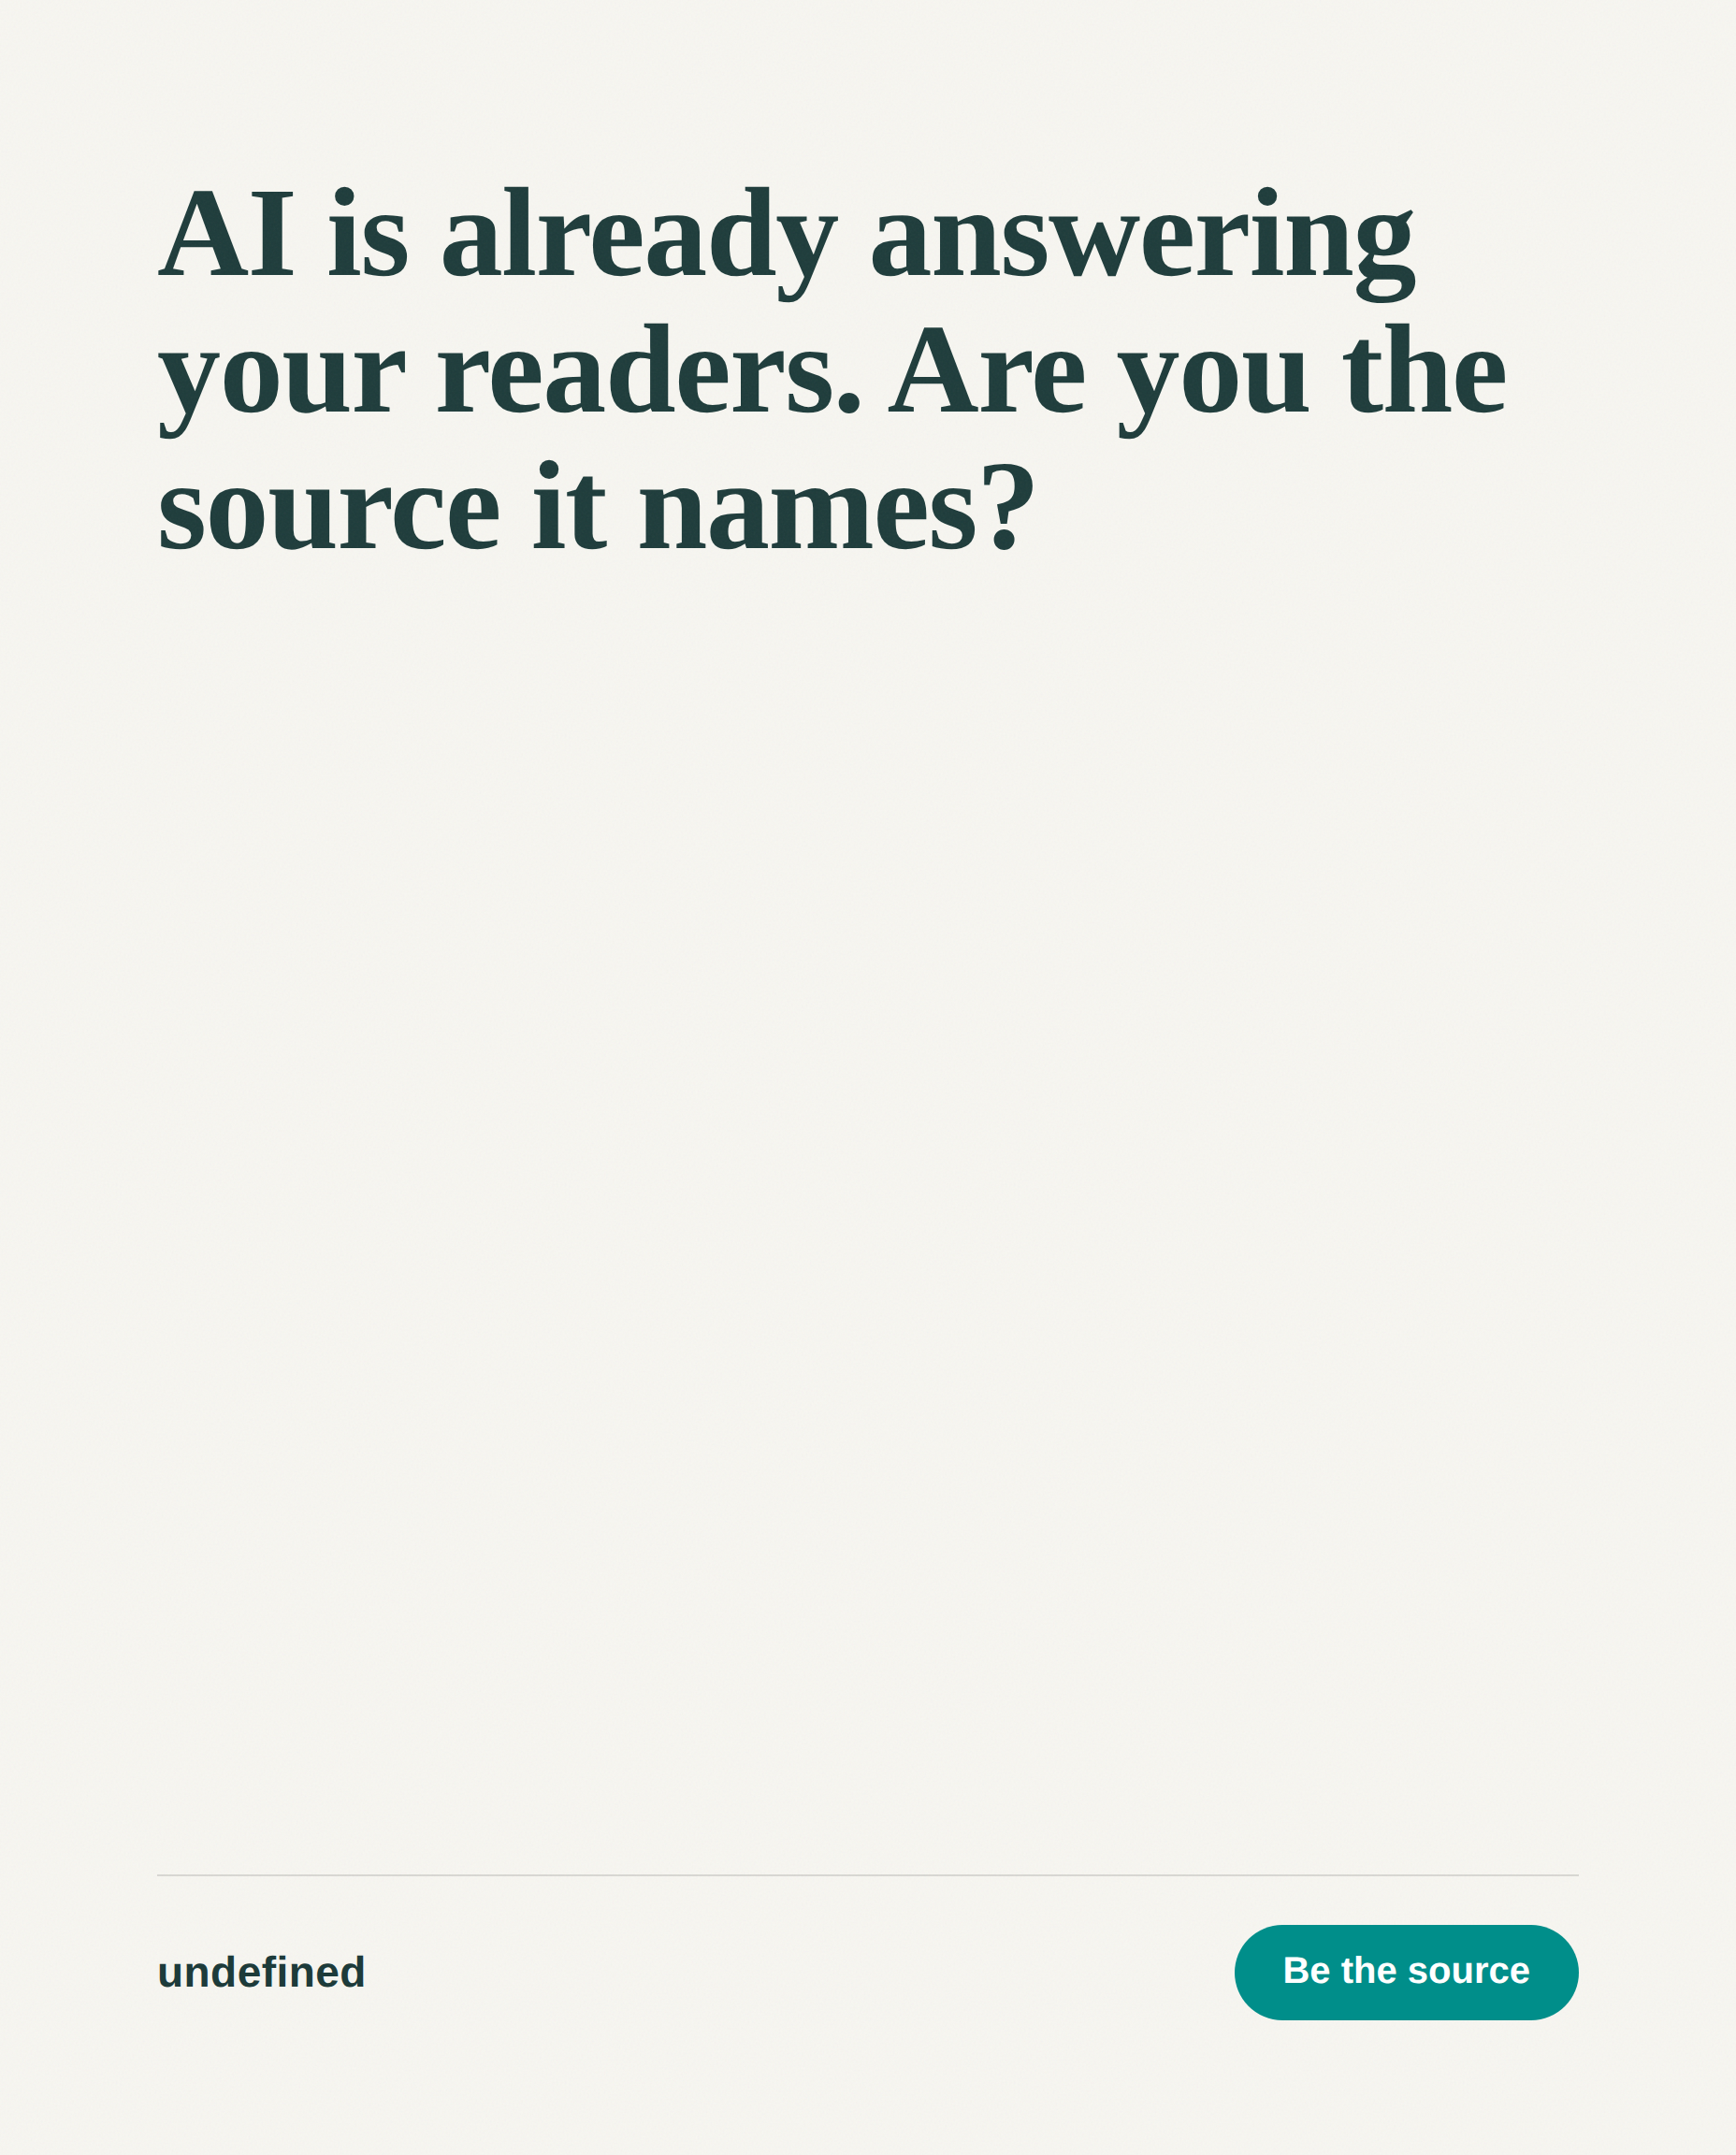 AI is already answering
your readers. Are you the
source it names?
undefined
Be the source